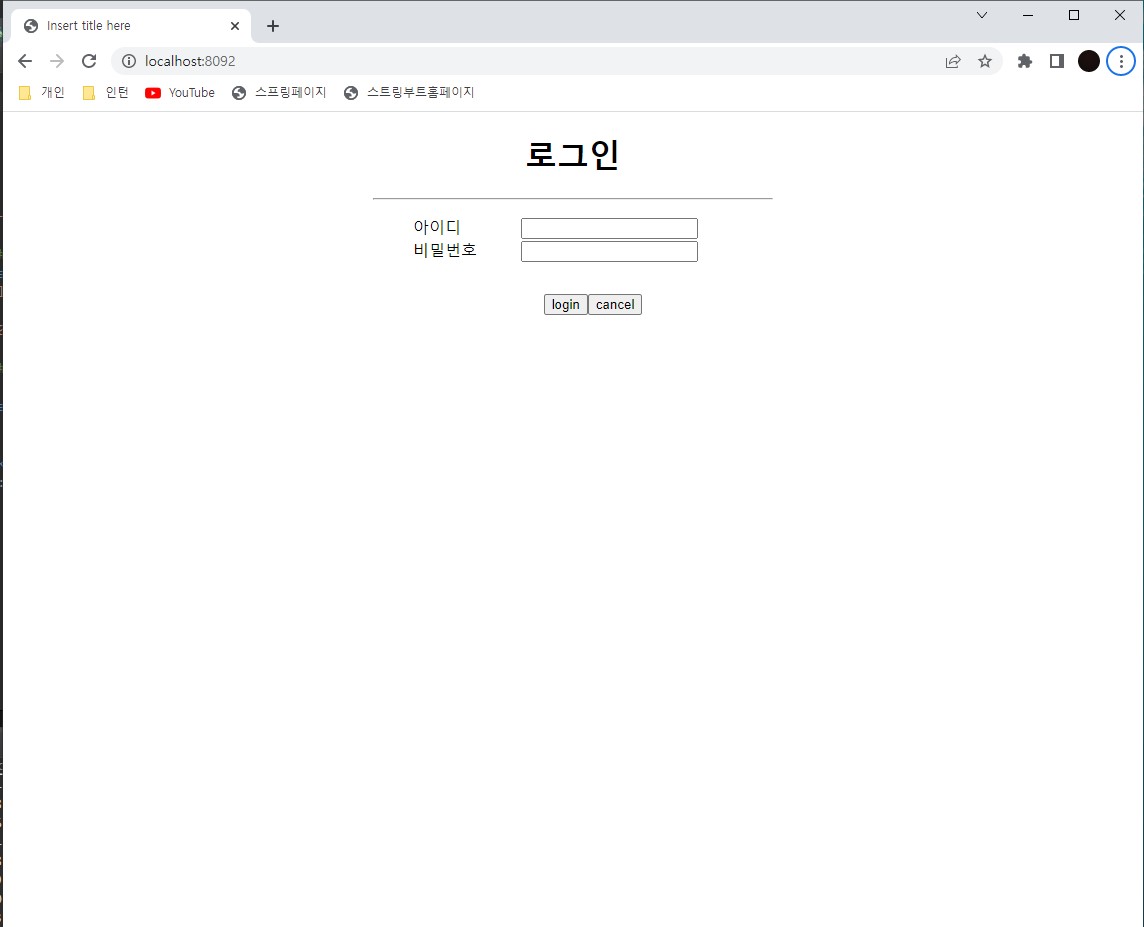 Insert title here
localhost:8092
개인 인턴 YouTube 스프링페이지 스트링부트홈페이지
로그인
아이디
비밀번호
login cancel